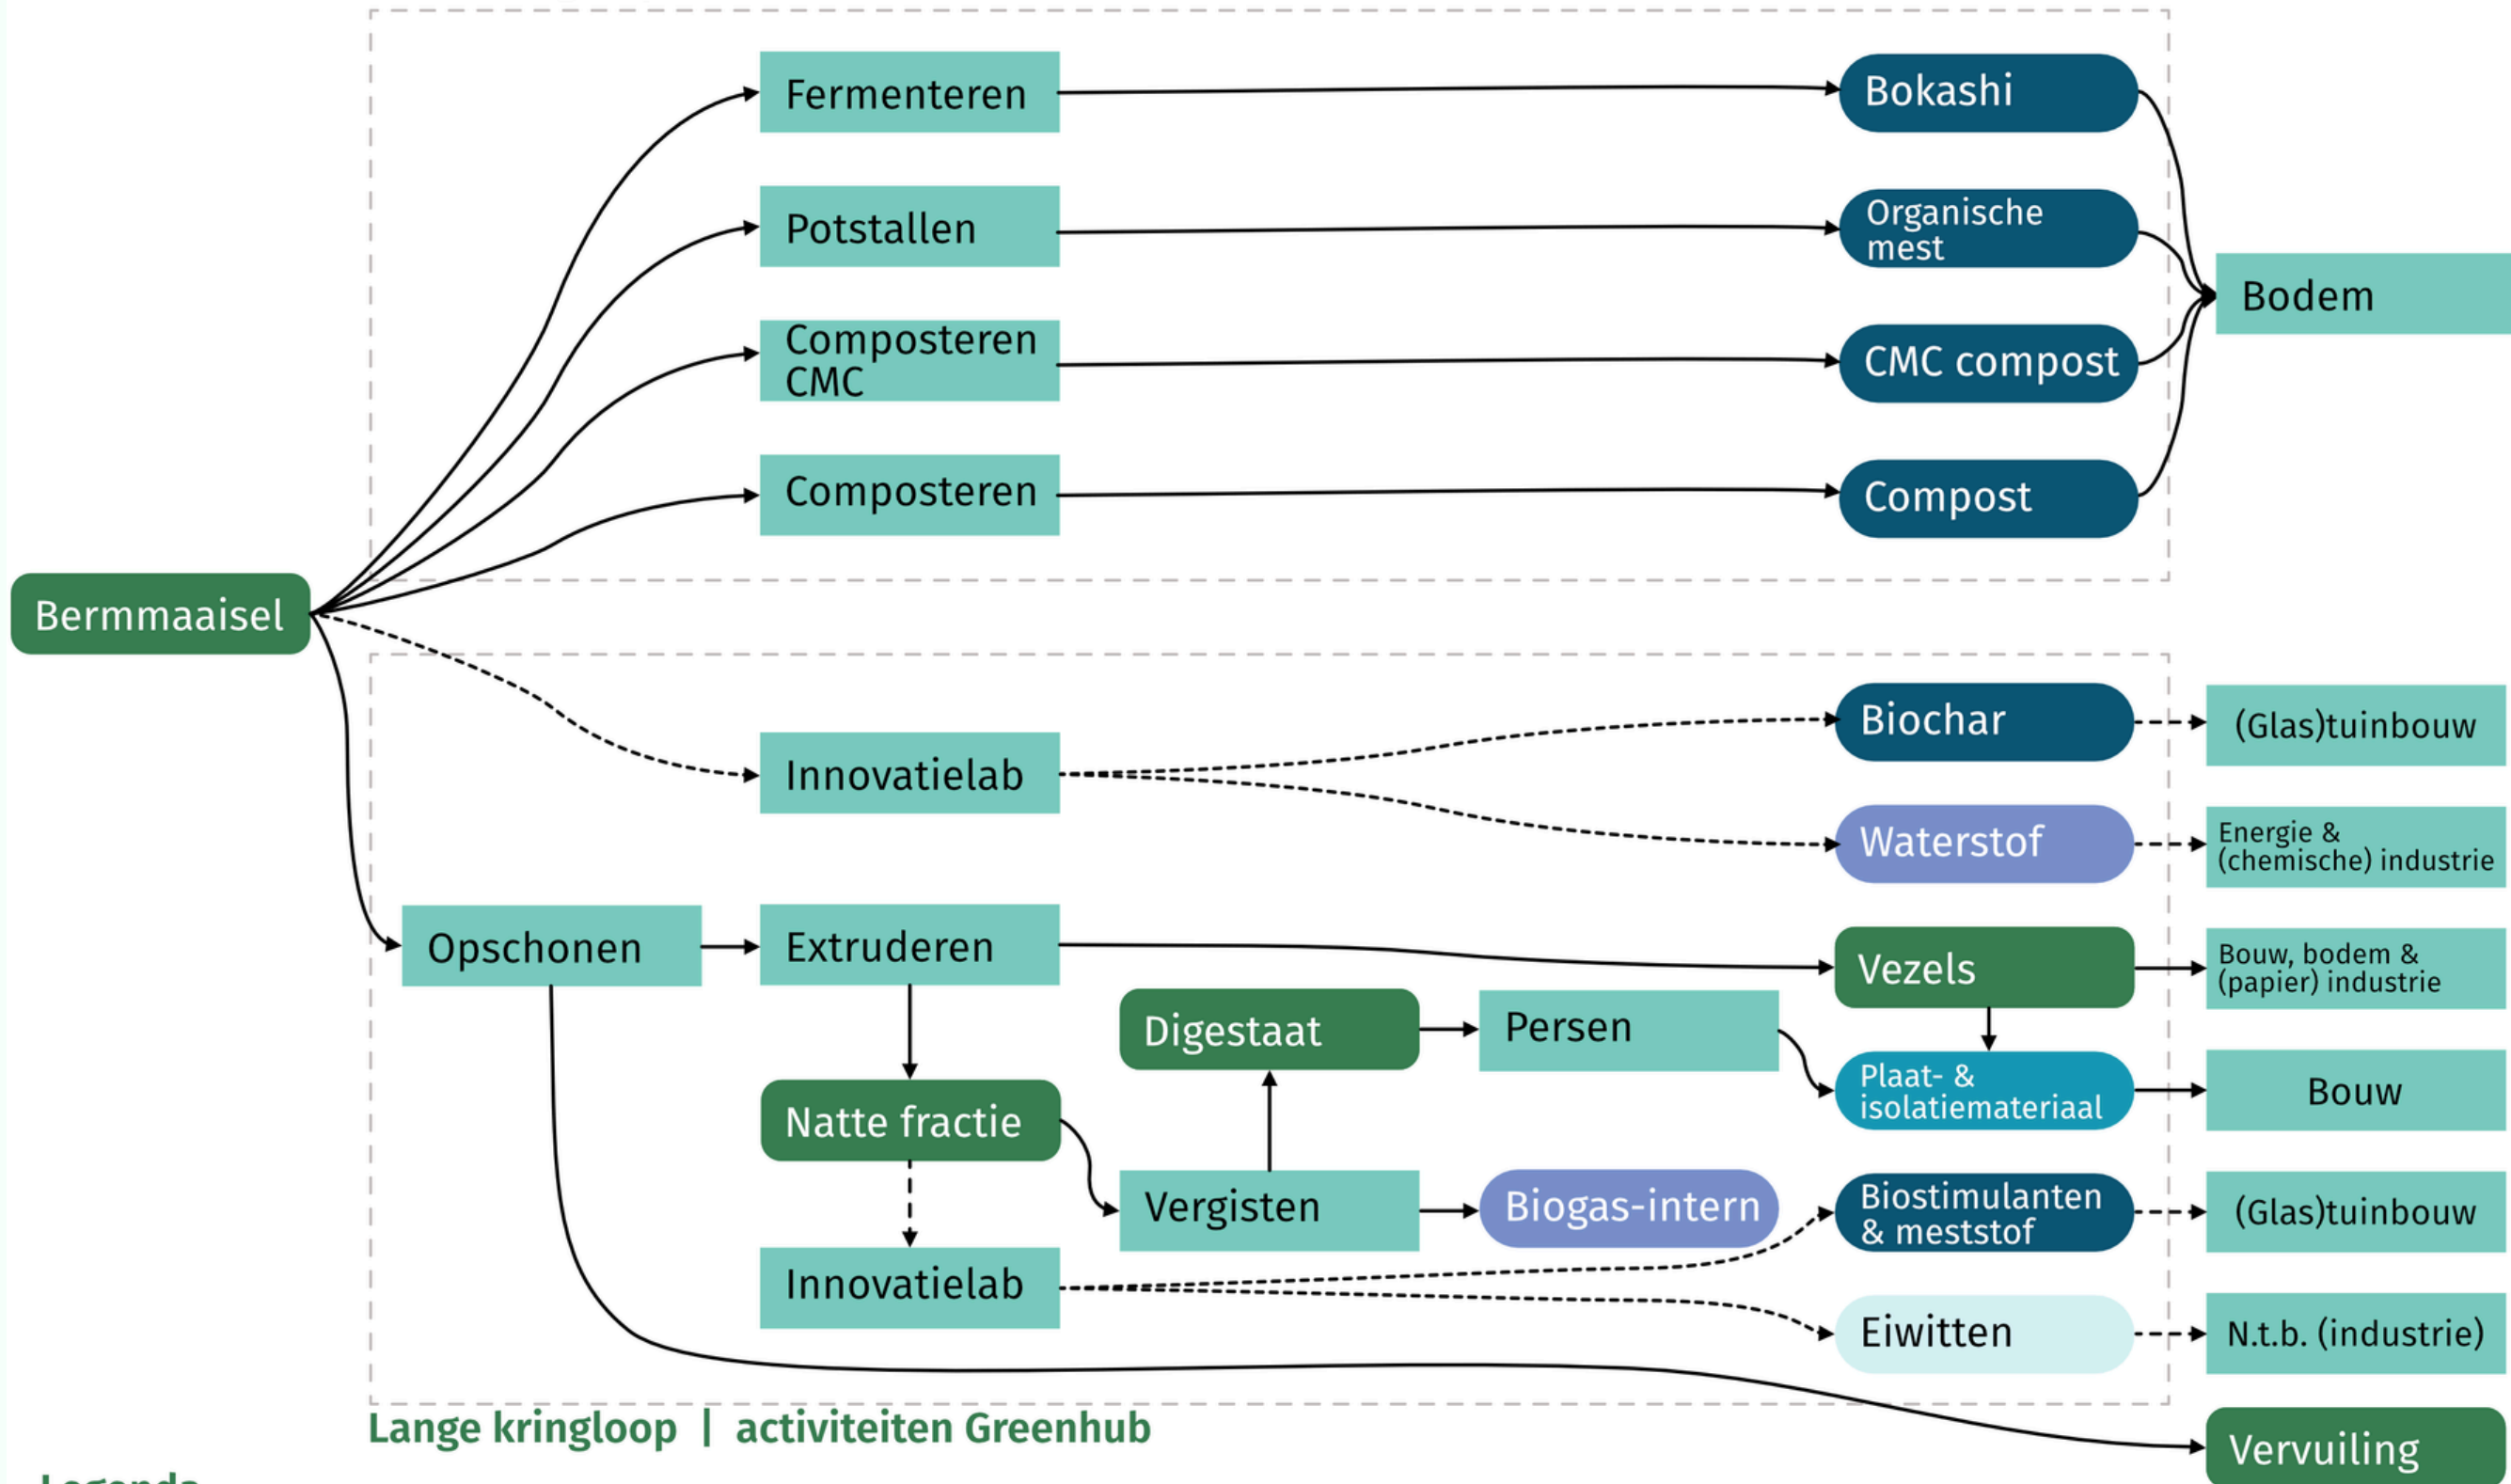 Fermenteren
Bokashi
Potstallen
Organische
mest
Bodem
Composteren
CMC
CMC compost
Composteren
Compost
Bermmaaisel
Innovatielab
Biochar
(Glas)tuinbouw
Waterstof
Energie &
(chemische) industrie
Opschonen
Extruderen
Vezels
Bouw, bodem &
(papier) industrie
Digestaat
Persen
Plaat- &
isolatiemateriaal
Bouw
Natte fractie
Vergisten
Biogas-intern
Biostimulanten
& meststof
(Glas)tuinbouw
Innovatielab
Eiwitten
N.t.b. (industrie)
Lange kringloop | activiteiten Greenhub
Vervuiling
Legenda